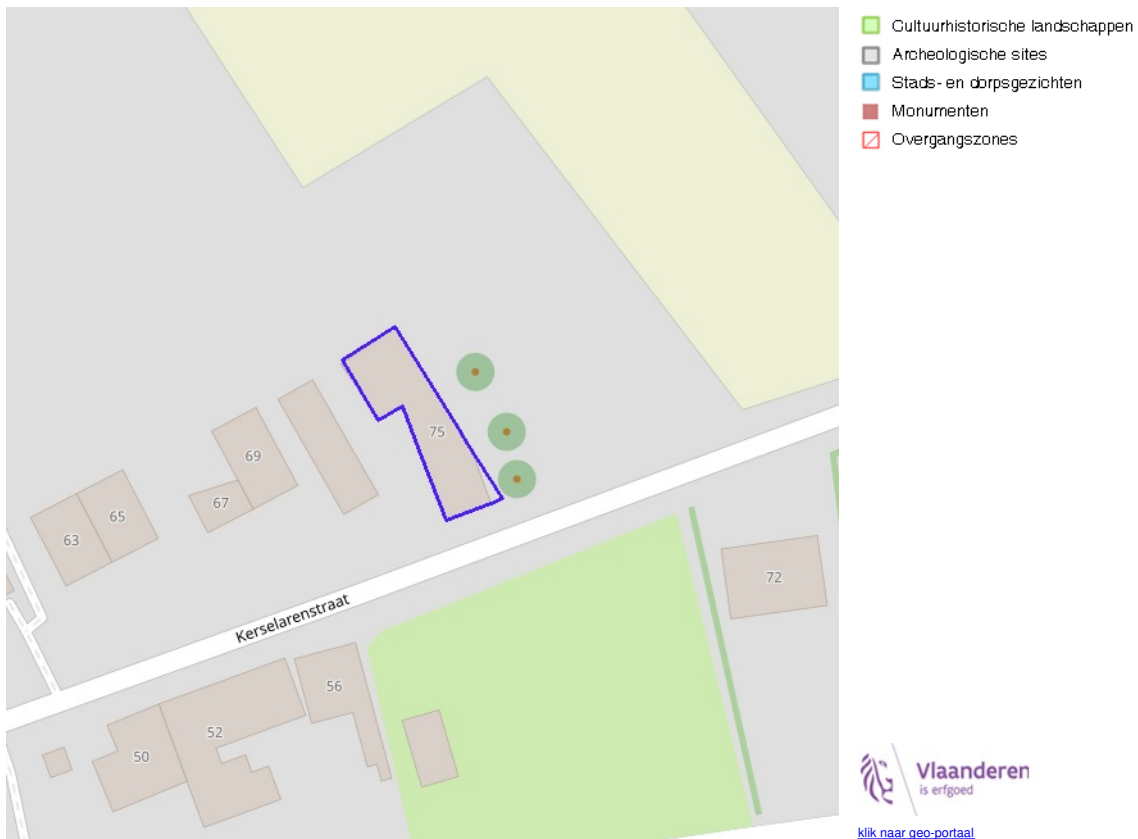 Cultuurhistorische landschappen
Archeologische sites
Stads- en dorpsgezichten
Monumenten
Overgangszones
75
69
67
65
63
72
Kerselarenstraat
56
52
50
Vlaanderen
is erfgoed
klik naar geo-portaal